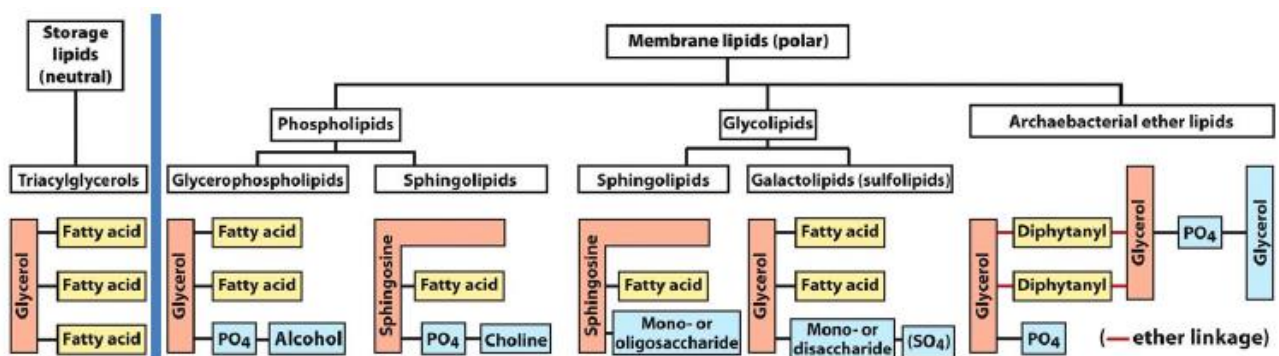 Storage
lipids
(neutral)
Membrane lipids (polar)
Phospholipids
Glycolipids
Archaebacterial ether lipids
Triacylglycerols
Glycerophospholipids
Sphingolipids
Sphingolipids
Galactolipids (sulfolipids)
Glycerol
Fatty acid
Fatty acid
Fatty acid
Glycerol
Fatty acid
Fatty acid
PO4
Alcohol
Sphingosine
Fatty acid
PO4
Choline
Sphingosine
Fatty acid
Mono- or
oligosaccharide
Glycerol
Fatty acid
Fatty acid
Mono- or
disaccharide
(SO4)
Glycerol
Diphytanyl
Diphytanyl
PO4
Glycerol
PO4
Glycerol
(— ether linkage)